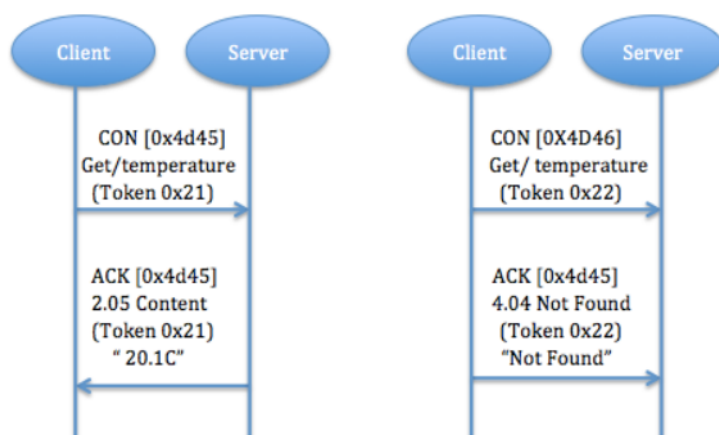 Client
Server
CON [0x4d45]
Get/temperature
(Token 0x21)
ACK [0x4d45]
2.05 Content
(Token 0x21)
“ 20.1C”
Client
Server
CON [0X4D46]
Get/ temperature
(Token 0x22)
ACK [0x4d45]
4.04 Not Found
(Token 0x22)
“Not Found”